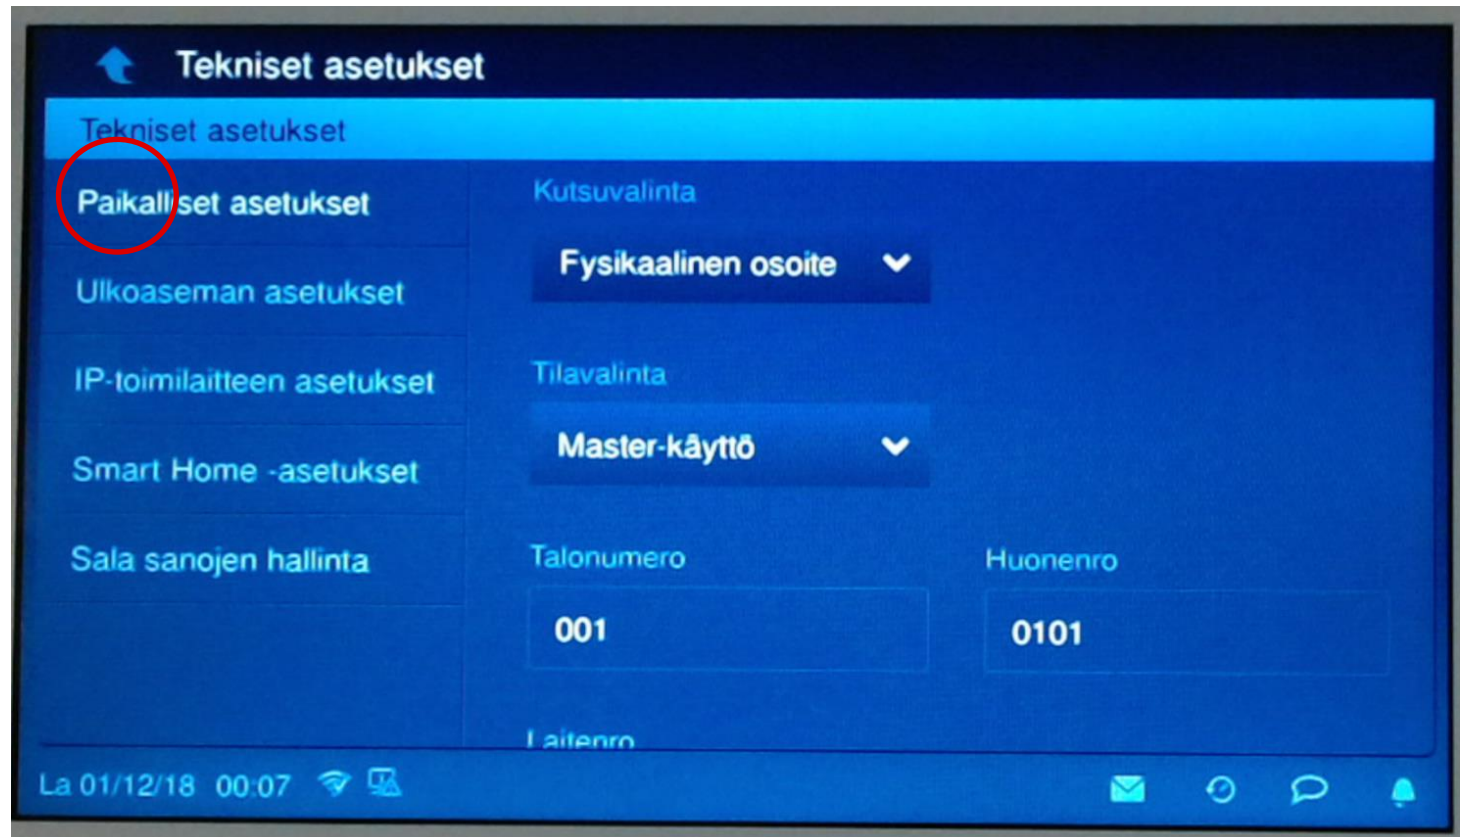 Tekniset asetukset
Tekniset asetukset
Paikalliset asetukset
Ulkoaseman asetukset
IP-toimilaitteen asetukset
Smart Home -asetukset
Sala sanojen hallinta
Kutsuvalinta
Fysikaalinen osoite
Tilavalinta
Master-käyttö
Talonumero
Huonenro
001
0101
Laitenro
La 01/12/18 00:07